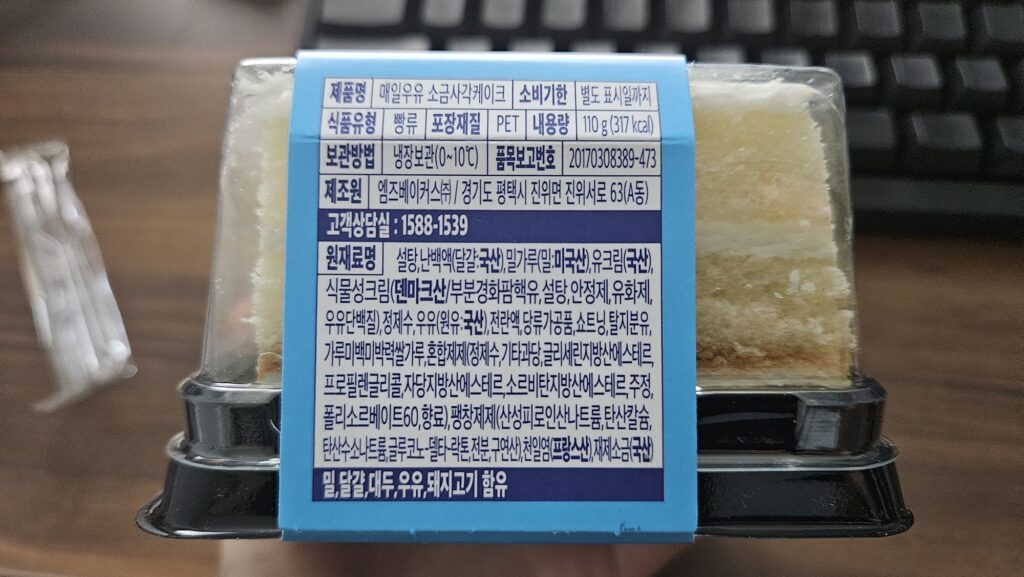 제품명 매일우유 소금사각케이크 소비기한 별도 표시일까지
식품유형 빵류 포장재질 PET 내용량 110 g (317 kcal)
보관방법 냉장보관(0~10℃) 품목보고번호 20170308389-473
제조원 엠즈베이커스㈜ / 경기도 평택시 진위면 진위서로 63(A동)
고객상담실 : 1588-1539
원재료명 설탕,난백액(달걀:국산),밀가루(밀:미국산),유크림(국산),
식물성크림(덴마크산/부분경화팜핵유,설탕,안정제,유화제,
우유단백질),정제수,우유(원유:국산),전란액,당류가공품,쇼트닝,탈지분유,
가루미백미박력쌀가루,혼합제제(정제수,기타과당,글리세린지방산에스테르,
프로필렌글리콜,자당지방산에스테르,소르비탄지방산에스테르,주정,
폴리소르베이트60,향료),팽창제제(산성피로인산나트륨,탄산칼슘,
탄산수소나트륨,글루코노-델타-락톤,전분,구연산),천일염(프랑스산),재제소금(국산)
밀,달걀,대두,우유,돼지고기 함유